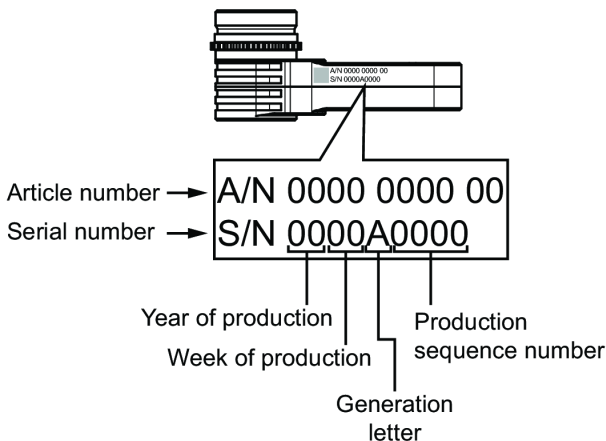 A/N 0000 0000 00
S/N 0000A0000
Article number
A/N 0000 0000 00
Serial number
S/N 0000A0000
Year of production
Week of production
Generation
letter
Production
sequence number